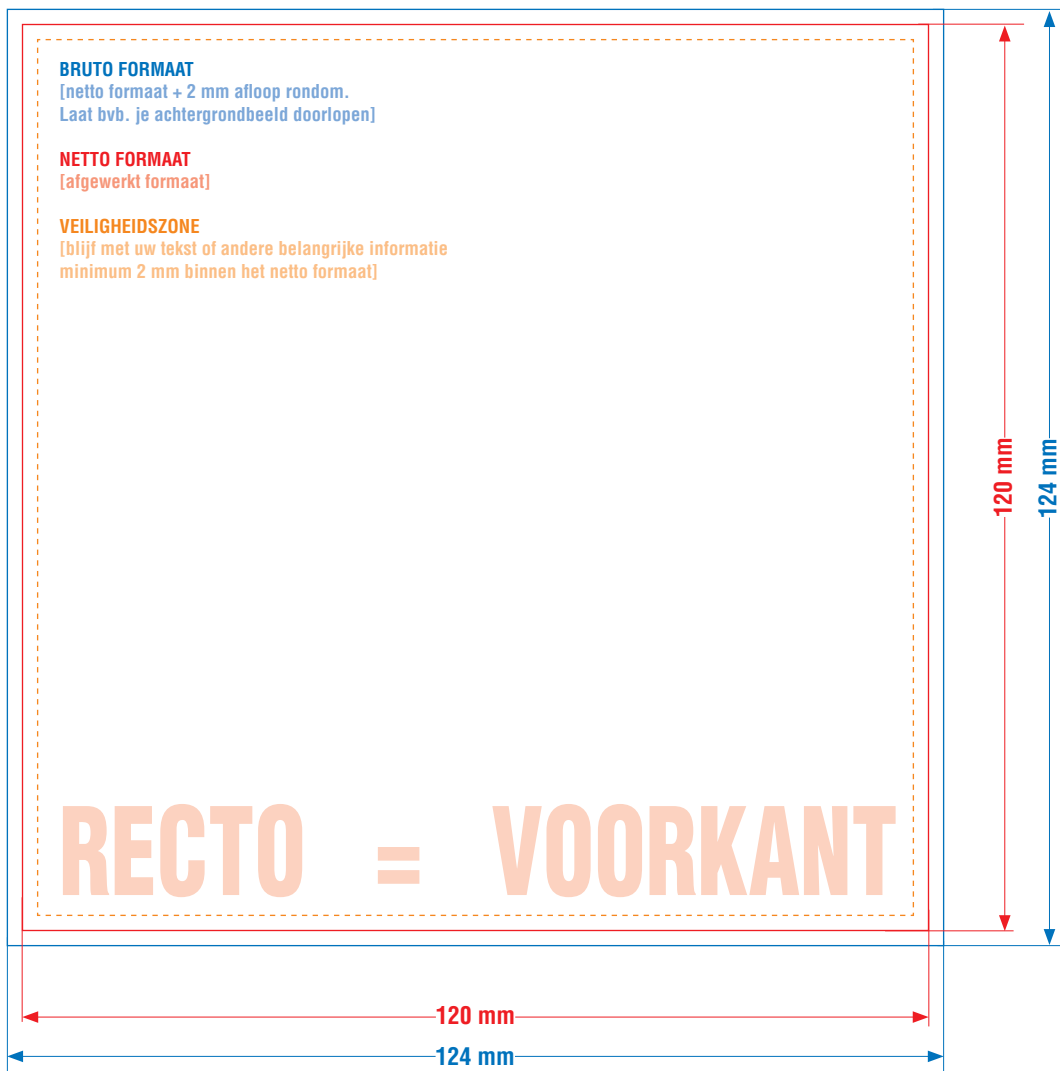 BRUTO FORMAAT
[netto formaat + 2 mm afloop rondom.
Laat bvb. je achtergrondbeeld doorlopen]
NETTO FORMAAT
[afgewerkt formaat]
VEILIGHEIDSZONE
[blijf met uw tekst of andere belangrijke informatie
minimum 2 mm binnen het netto formaat]
120 mm
124 mm
RECTO = VOORKANT
120 mm
124 mm